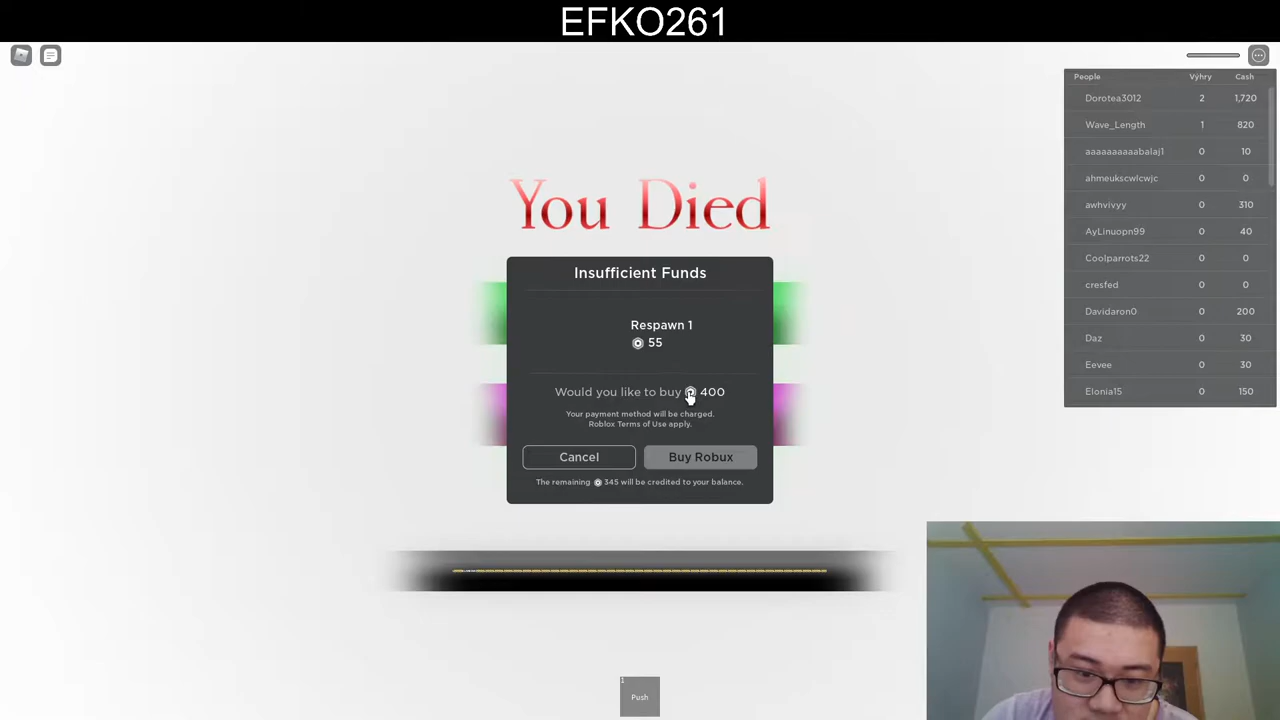 EFKO261
People Výhry Cash
Dorotea3012 2 1,720
Wave_Length 1 820
aaaaaaaaaabalaj1 0 10
ahmeukscwlcwjc 0 0
awhvivyy 0 310
AyLinuopn99 0 40
Coolparrots22 0 0
cresfed 0 0
Davidaron0 0 200
Daz 0 30
Eevee 0 30
Elonia15 0 150
You Died
Insufficient Funds
Respawn 1
55
Would you like to buy 400
Your payment method will be charged.
Roblox Terms of Use apply.
Cancel Buy Robux
The remaining 345 will be credited to your balance.
1
Push